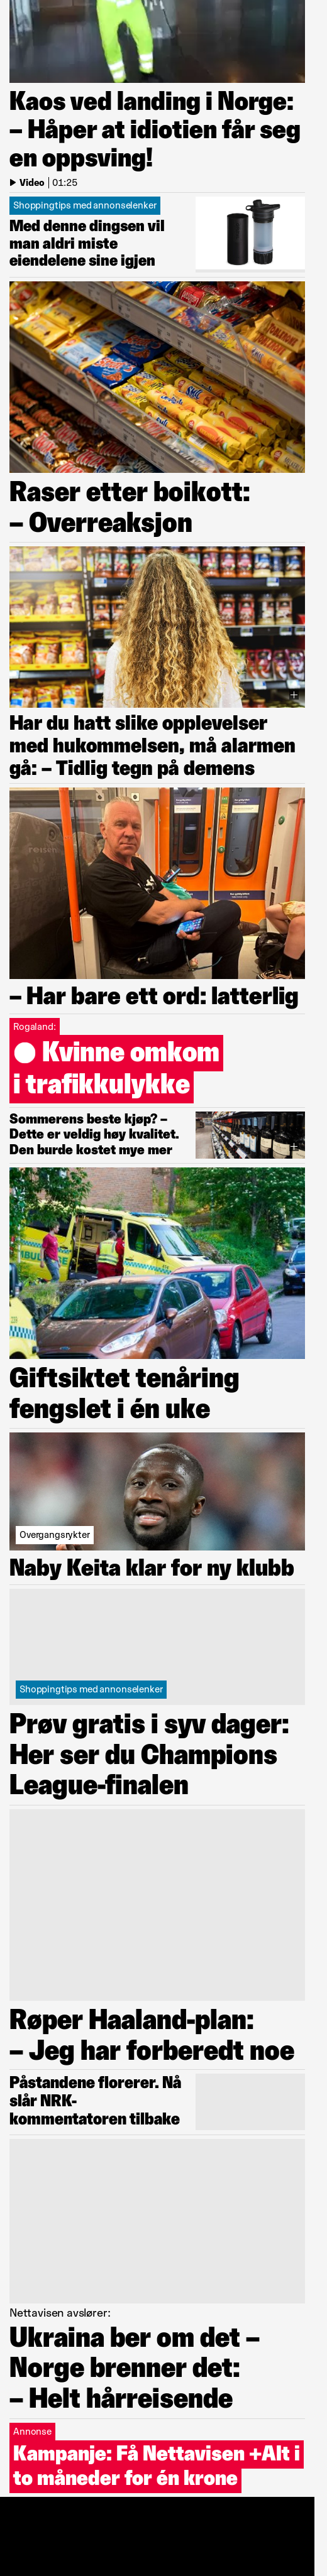 Kaos ved landing i Norge:
– Håper at idiotien får seg
en oppsving!
Video | 01:25
Shoppingtips med annonselenker
Med denne dingsen vil
man aldri miste
eiendelene sine igjen
Raser etter boikott:
– Overreaksjon
Har du hatt slike opplevelser
med hukommelsen, må alarmen
gå: – Tidlig tegn på demens
– Har bare ett ord: latterlig
Rogaland:
Kvinne omkom
i trafikkulykke
Sommerens beste kjøp? –
Dette er veldig høy kvalitet.
Den burde kostet mye mer
Giftsiktet tenåring
fengslet i én uke
Overgangsrykter
Naby Keita klar for ny klubb
Shoppingtips med annonselenker
Prøv gratis i syv dager:
Her ser du Champions
League-finalen
Røper Haaland-plan:
– Jeg har forberedt noe
Påstandene florerer. Nå
slår NRK-
kommentatoren tilbake
Nettavisen avslører:
Ukraina ber om det –
Norge brenner det:
– Helt hårreisende
Annonse
Kampanje: Få Nettavisen +Alt i
to måneder for én krone